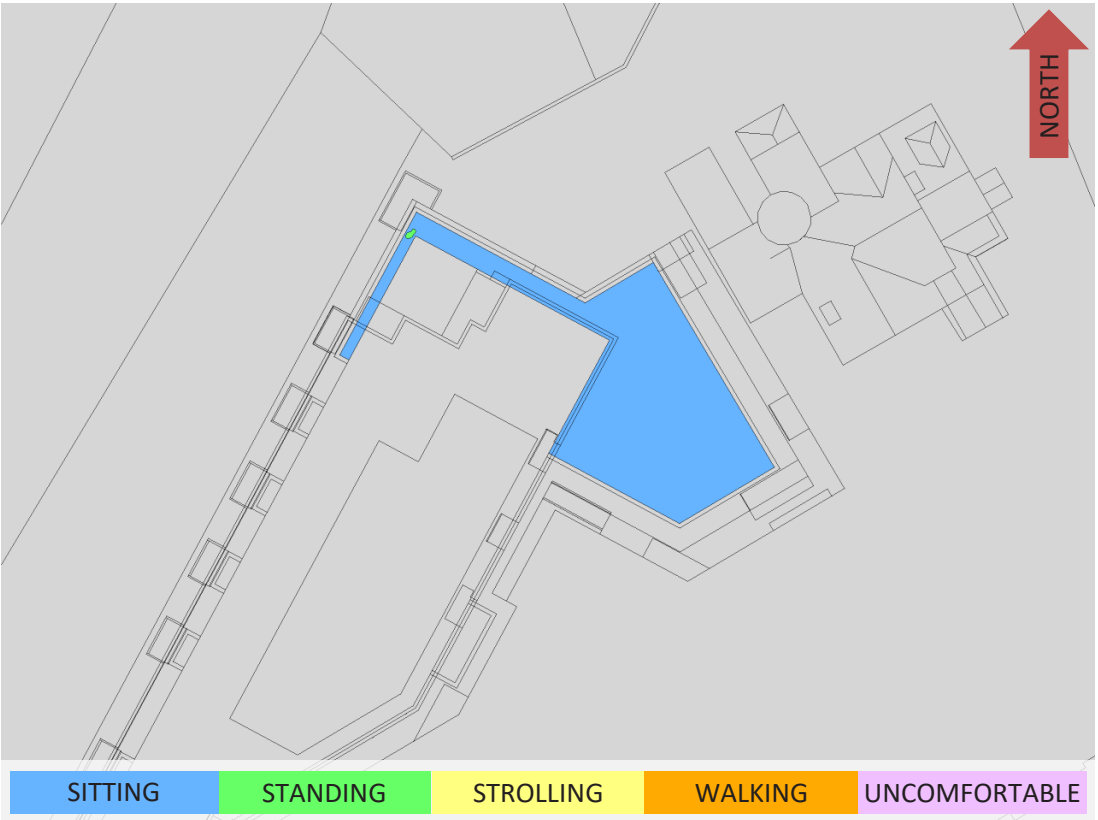 NORTH
SITTING
STANDING
STROLLING
WALKING
UNCOMFORTABLE